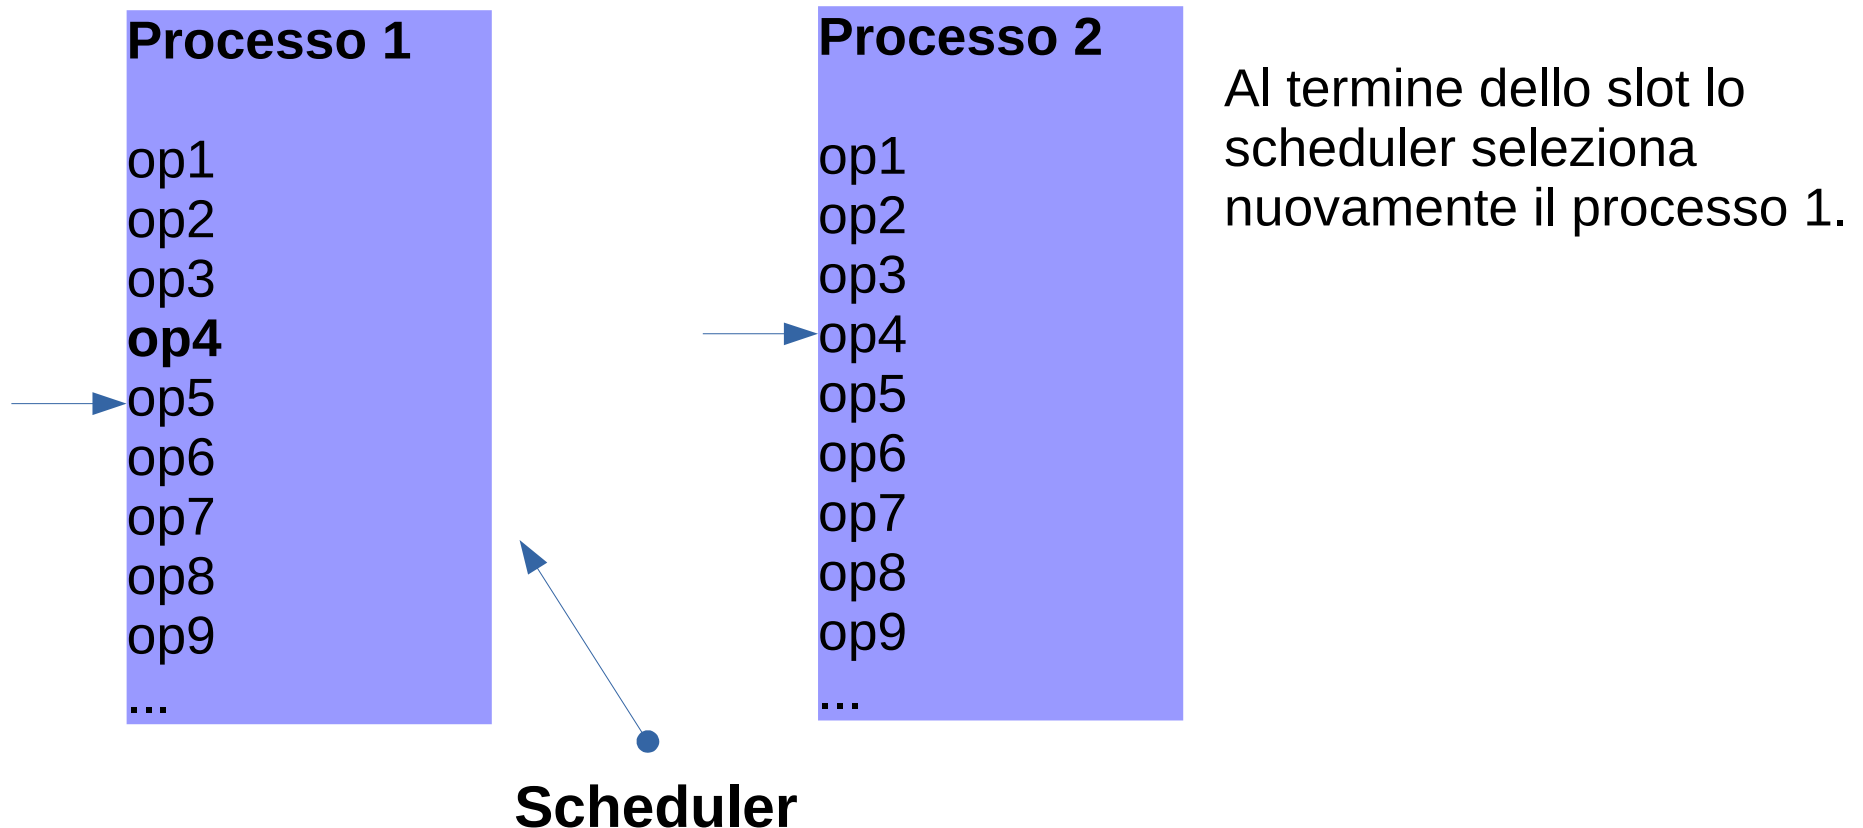 Processo 1
op1
op2
op3
op4
op5
op6
op7
op8
op9
...
Processo 2
op1
op2
op3
op4
op5
op6
op7
op8
op9
...
Al termine dello slot lo
scheduler seleziona
nuovamente il processo 1.
Scheduler